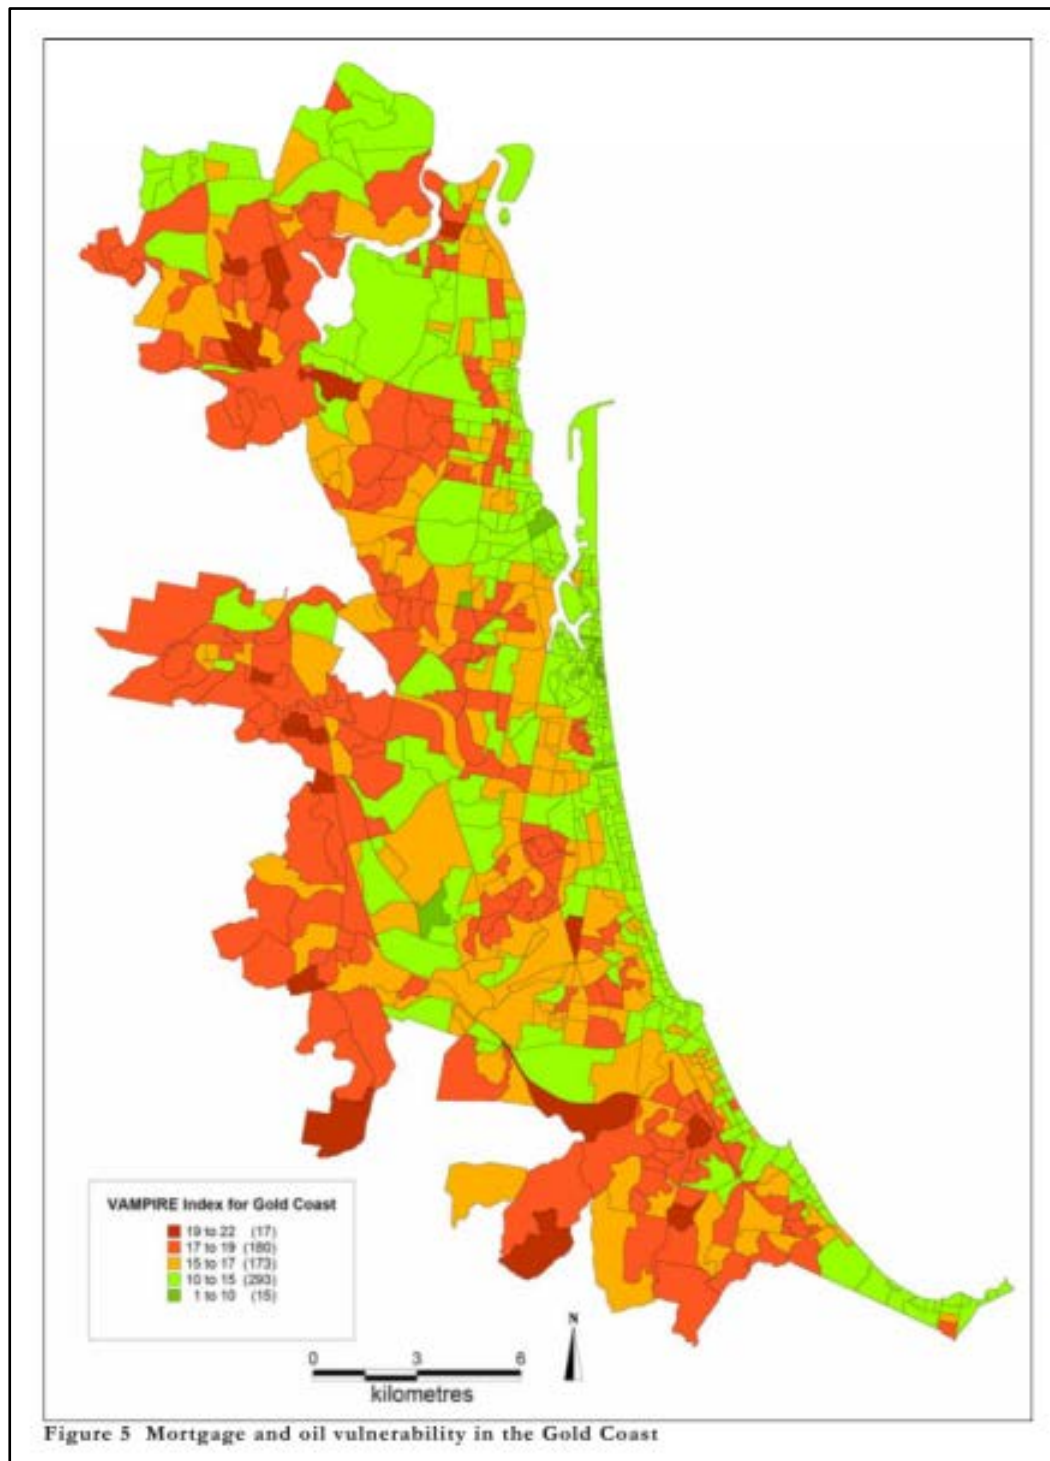 VAMPIRE Index for Gold Coast
19 to 22 (17)
17 to 19 (180)
15 to 17 (173)
10 to 15 (293)
1 to 10 (15)
N
0 3 6
kilometres
Figure 5 Mortgage and oil vulnerability in the Gold Coast